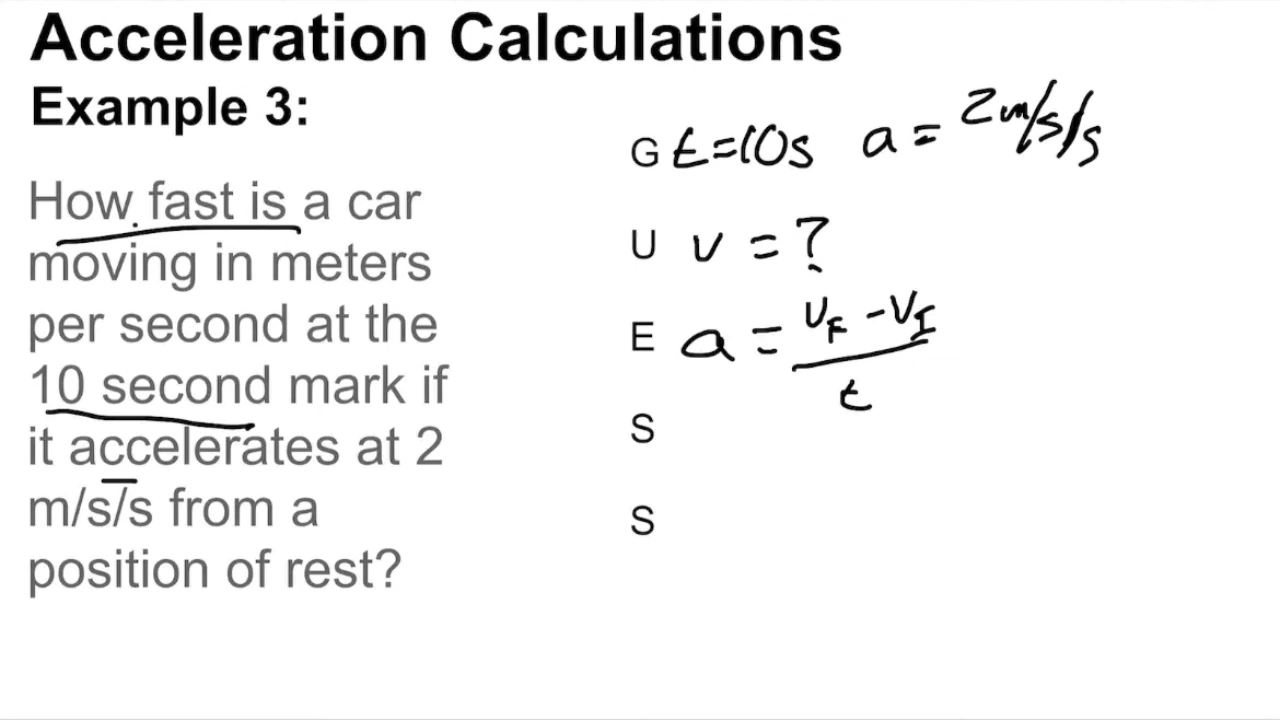 Acceleration Calculations
Example 3:
How fast is a car
moving in meters
per second at the
10 second mark if
it accelerates at 2
m/s/s from a
position of rest?
G t=10s a = 2m/s/s
U v = ?
E a = vF - vI
t
S
S